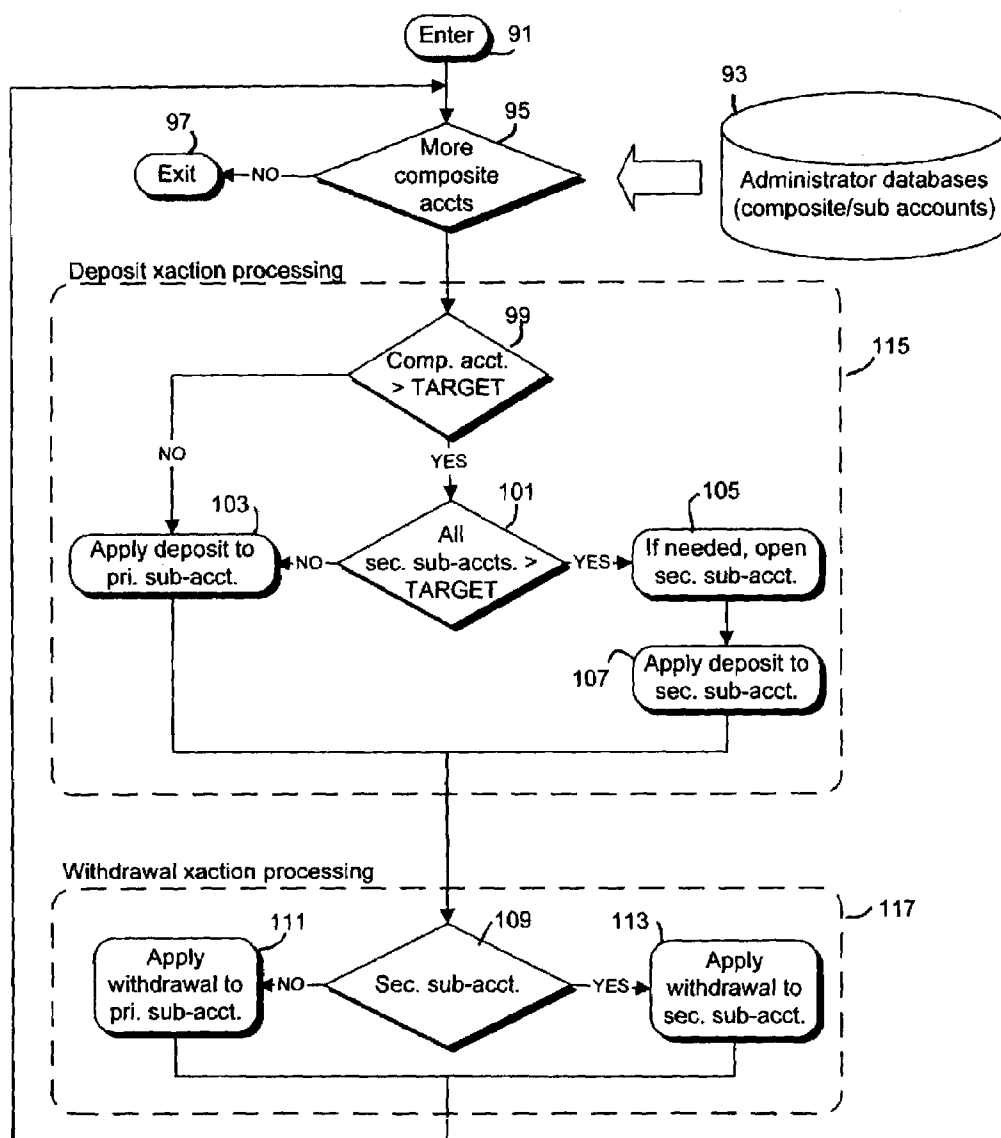 Enter
91
93
95
97
More
composite
accts
Exit
NO
Administrator databases
(composite/sub accounts)
Deposit xaction processing
99
115
Comp. acct.
> TARGET
NO
YES
101
103
105
All
sec. sub-accts. >
TARGET
Apply deposit to
pri. sub-acct.
NO
YES
If needed, open
sec. sub-acct.
107
Apply deposit to
sec. sub-acct.
Withdrawal xaction processing
109
111
113
117
Apply
withdrawal to
pri. sub-acct.
NO
Sec. sub-acct.
YES
Apply
withdrawal to
sec. sub-acct.